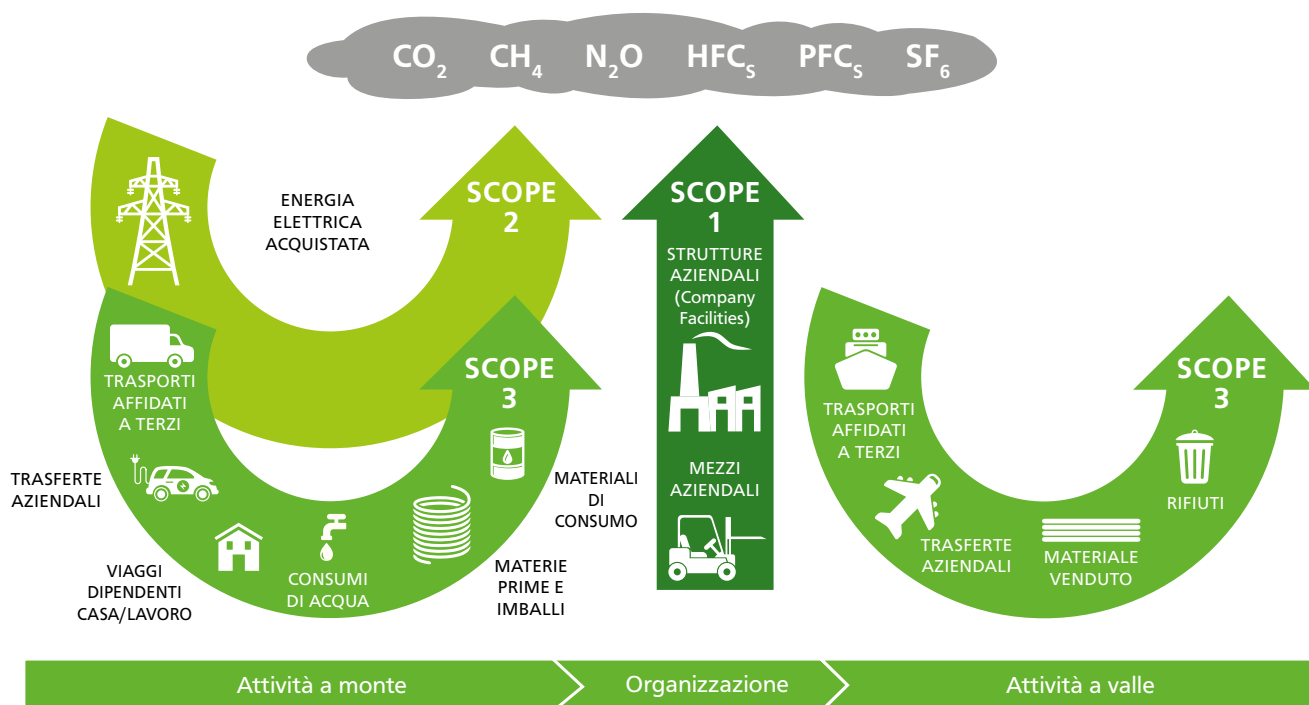 CO2 CH4 N2O HFCS PFCS SF6
ENERGIA
ELETTRICA
ACQUISTATA
SCOPE
2
SCOPE
1
STRUTTURE
AZIENDALI
(Company
Facilities)
MEZZI
AZIENDALI
TRASPORTI
AFFIDATI
A TERZI
TRASFERTE
AZIENDALI
VIAGGI
DIPENDENTI
CASA/LAVORO
CONSUMI
DI ACQUA
MATERIE
PRIME E
IMBALLI
MATERIALI
DI
CONSUMO
SCOPE
3
TRASPORTI
AFFIDATI
A TERZI
TRASFERTE
AZIENDALI
MATERIALE
VENDUTO
RIFIUTI
SCOPE
3
Attività a monte
Organizzazione
Attività a valle